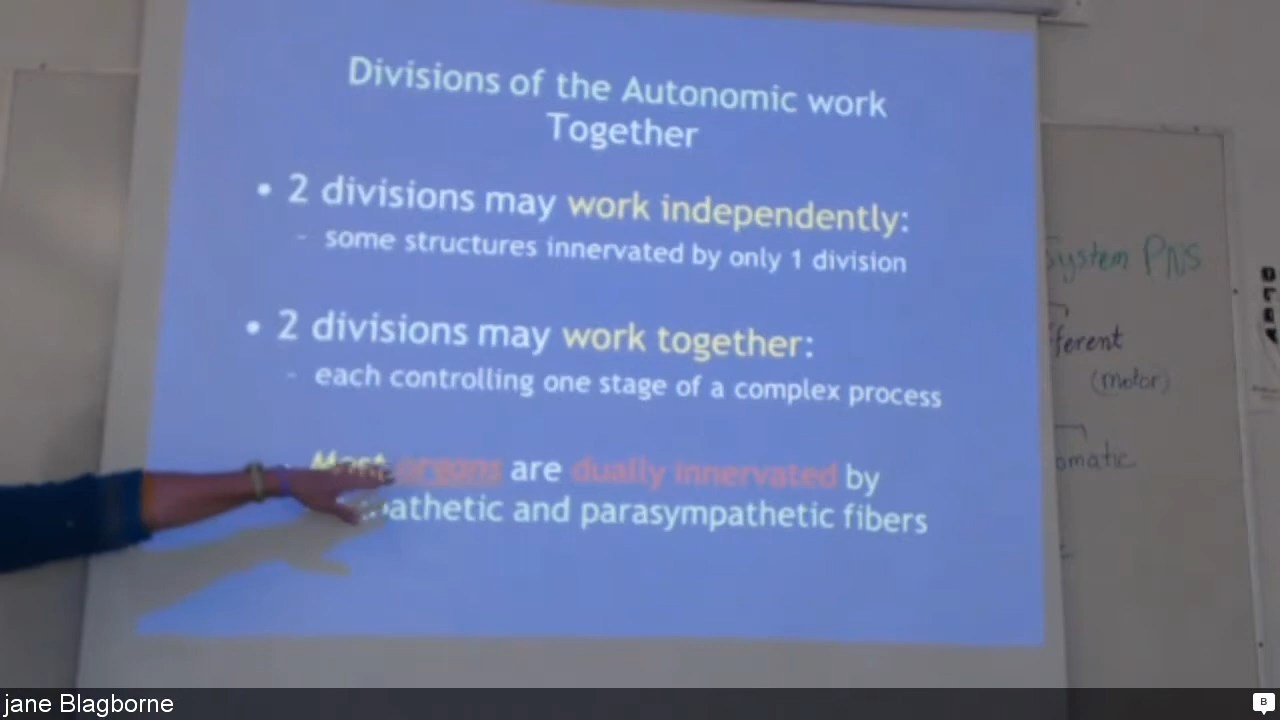 Divisions of the Autonomic work
Together
• 2 divisions may work independently:
- some structures innervated by only 1 division
• 2 divisions may work together:
- each controlling one stage of a complex process
- Most organs are dually innervated by
pathetic and parasympathetic fibers
System PNS
fferent
(motor)
omatic
jane Blagborne
B